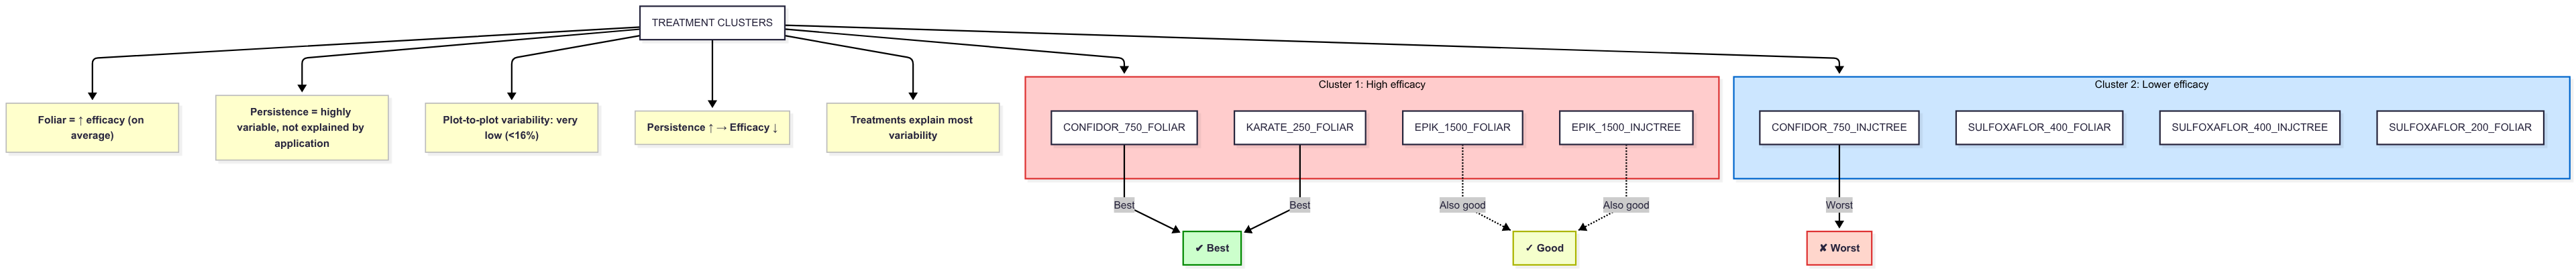 TREATMENT CLUSTERS
Foliar = ↑ efficacy (on
average)
Persistence = highly
variable, not explained by
application
Plot-to-plot variability: very
low (<16%)
Persistence ↑ → Efficacy ↓
Treatments explain most
variability
Cluster 1: High efficacy
CONFIDOR_750_FOLIAR
KARATE_250_FOLIAR
EPIK_1500_FOLIAR
EPIK_1500_INJCTREE
Cluster 2: Lower efficacy
CONFIDOR_750_INJCTREE
SULFOXAFLOR_400_FOLIAR
SULFOXAFLOR_400_INJCTREE
SULFOXAFLOR_200_FOLIAR
Best
Best
Also good
Also good
Worst
✔ Best
✓ Good
✘ Worst